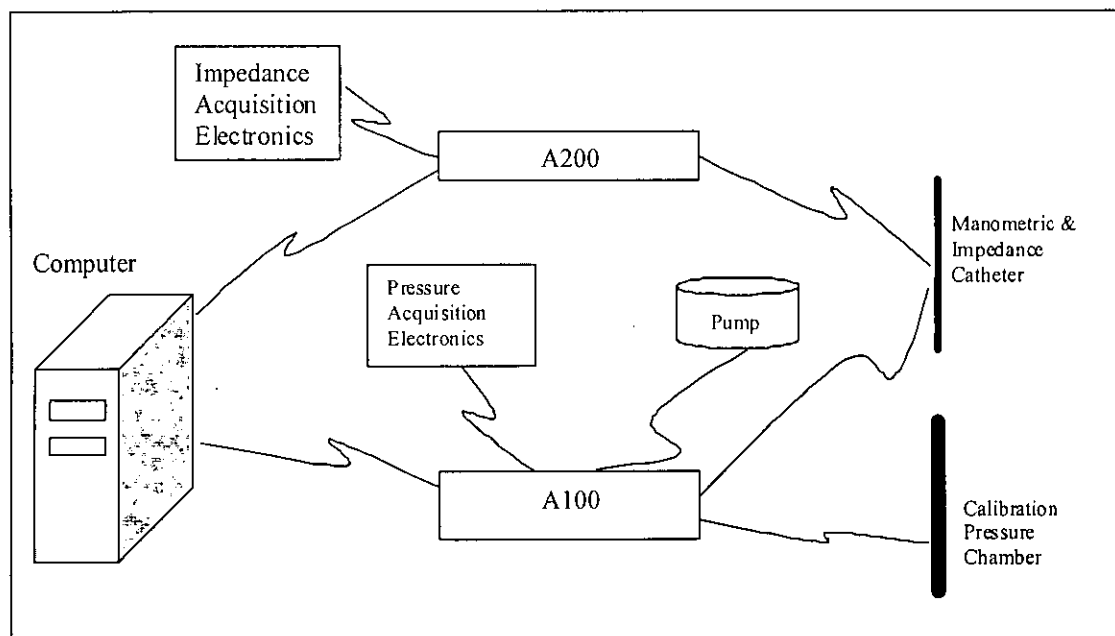 Impedance
Acquisition
Electronics
A200
Manometric &
Impedance
Catheter
Computer
Pressure
Acquisition
Electronics
Pump
A100
Calibration
Pressure
Chamber